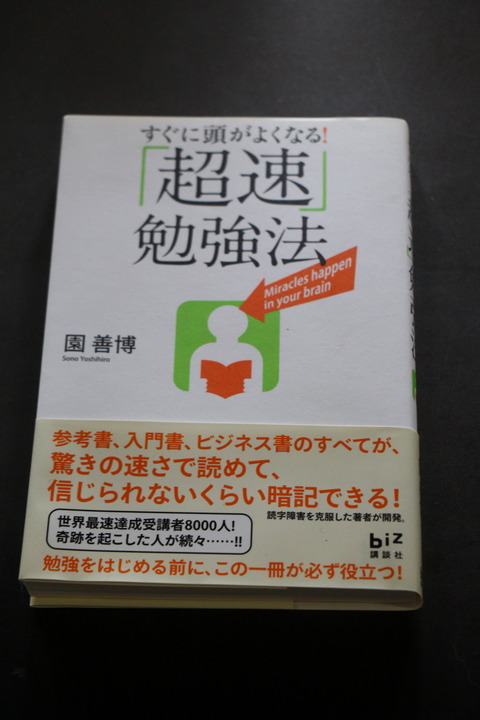 すぐに頭がよくなる!
「超速」
勉強法
Miracles happen
in your brain
園 善博
Sono Yoshihiro
参考書、入門書、ビジネス書のすべてが、
驚きの速さで読めて、
信じられないくらい暗記できる!
読字障害を克服した著者が開発。
世界最速達成受講者8000人!
奇跡を起こした人が続々……!!
biz
講談社
勉強をはじめる前に、この一冊が必ず役立つ!